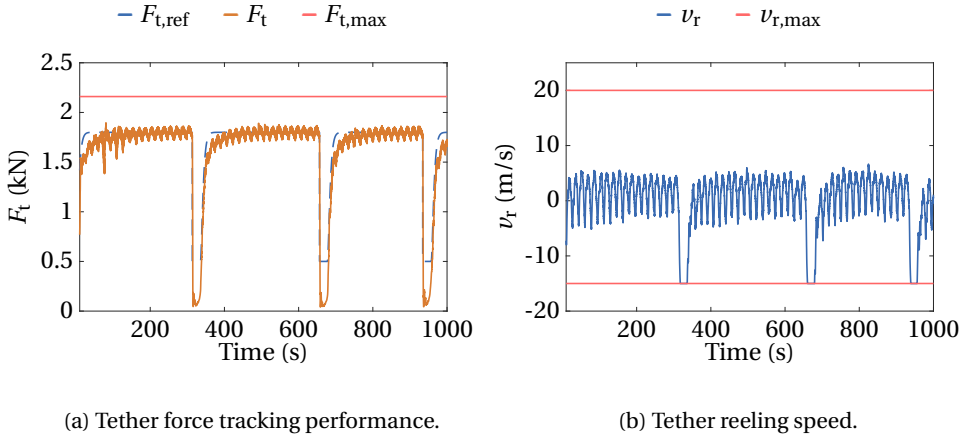 F_t,ref F_t F_t,max
2.5
2
1.5
1
0.5
0
F_t (kN)
200 400 600 800 1000
Time (s)
(a) Tether force tracking performance.
v_r v_r,max
20
10
0
-10
-20
v_r (m/s)
200 400 600 800 1000
Time (s)
(b) Tether reeling speed.